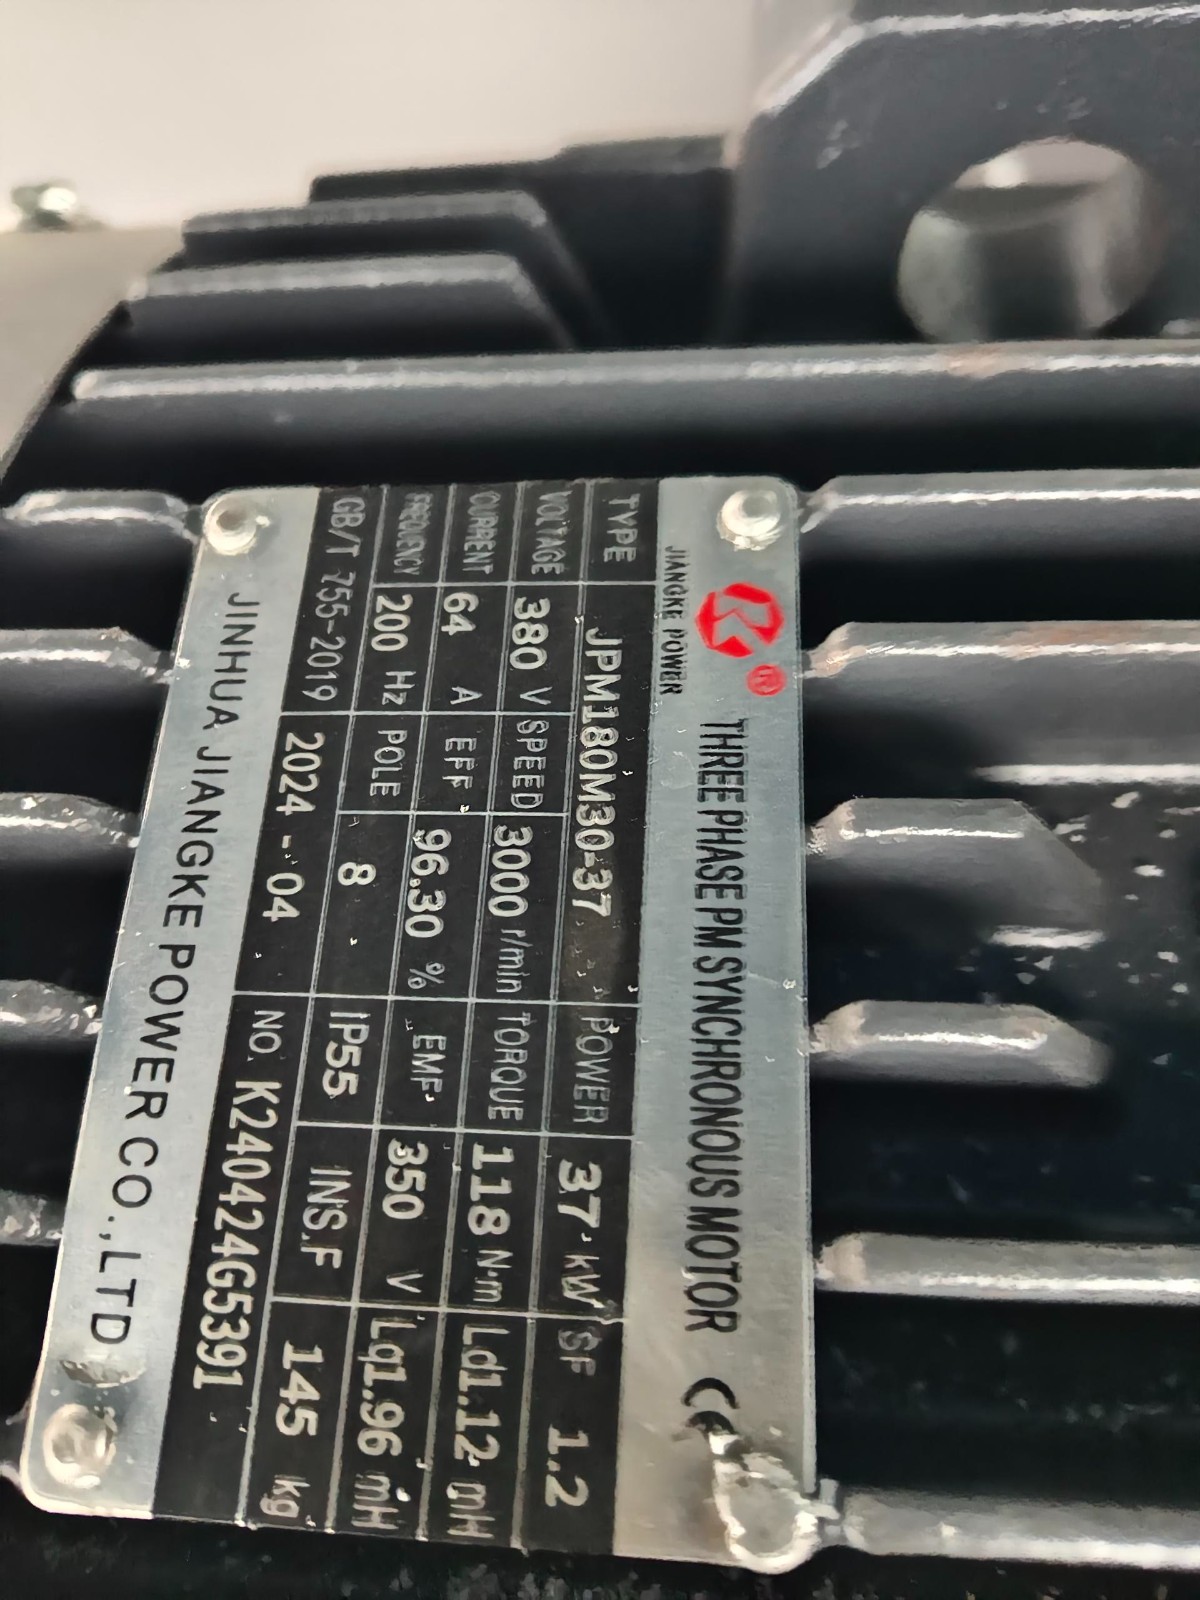 JIANGKE POWER
® THREE PHASE PM SYNCHRONOUS MOTOR CE
TYPE JPM180M30-37 POWER 37 kW SF 1.2
VOLTAGE 380 V SPEED 3000 r/min TORQUE 118 N·m Ld1.12 mH
CURRENT 64 A EFF. 96.30 % EMF. 350 V Lq1.96 mH
FREQUENCY 200 Hz POLE 8 IP55 INS.F 145 kg
GB/T 755-2019 2024-04 NO. K240424G5391
JINHUA JIANGKE POWER CO.,LTD